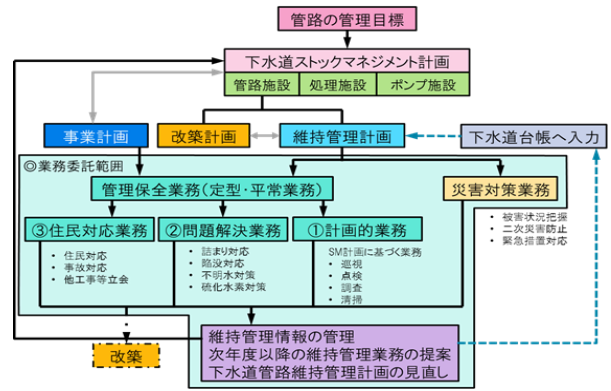 管路の管理目標
下水道ストックマネジメント計画
管路施設 処理施設 ポンプ施設
事業計画 改築計画 維持管理計画 下水道台帳へ入力
◎業務委託範囲
管理保全業務(定型・平常業務) 災害対策業務
③住民対応業務 ②問題解決業務 ①計画的業務
・ 住民対応
・ 事故対応
・ 他工事等立会
・ 詰まり対応
・ 陥没対応
・ 不明水対策
・ 硫化水素対策
SM計画に基づく業務
・ 巡視
・ 点検
・ 調査
・ 清掃
・ 被害状況把握
・ 二次災害防止
・ 緊急措置対応
改築
維持管理情報の管理
次年度以降の維持管理業務の提案
下水道管路維持管理計画の見直し